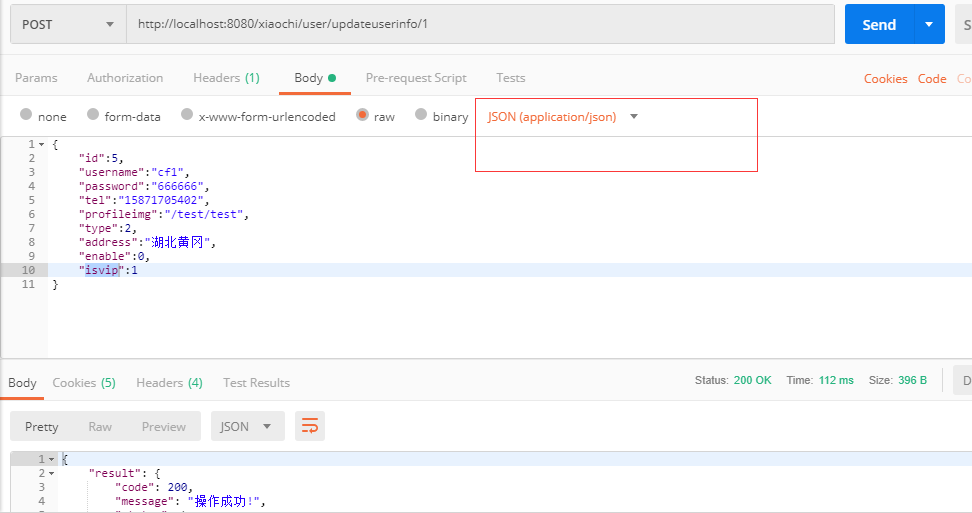 POST http://localhost:8080/xiaochi/user/updateuserinfo/1 Send S
Params Authorization Headers (1) Body Pre-request Script Tests Cookies Code Co
none form-data x-www-form-urlencoded raw binary JSON (application/json)
1 {
2 "id":5,
3 "username":"cf1",
4 "password":"666666",
5 "tel":"15871705402",
6 "profileimg":"/test/test",
7 "type":2,
8 "address":"湖北黄冈",
9 "enable":0,
10 "isvip":1
11 }
Body Cookies (5) Headers (4) Test Results Status: 200 OK Time: 112 ms Size: 396 B D
Pretty Raw Preview JSON
1 {
2 "result": {
3 "code": 200,
4 "message": "操作成功!",